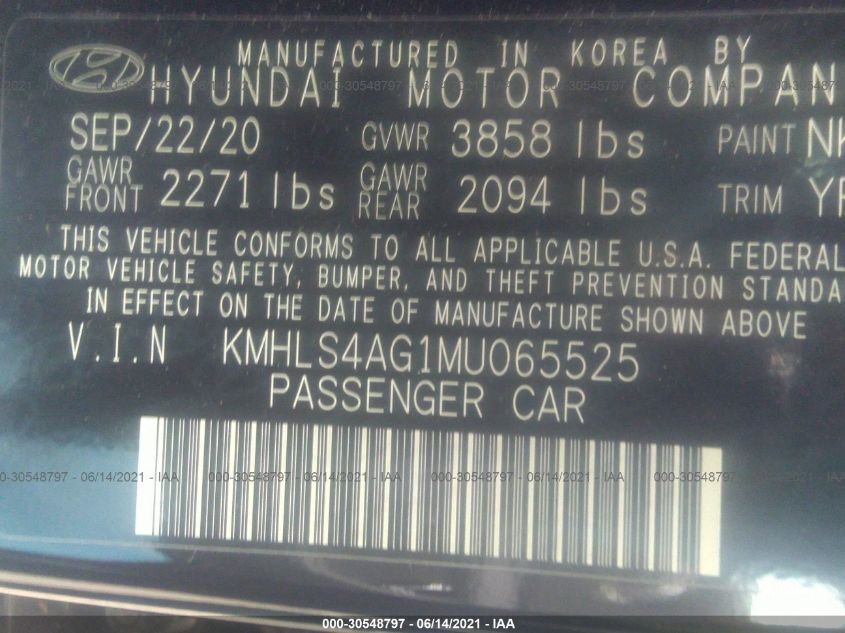 MANUFACTURED IN KOREA BY
HYUNDAI MOTOR COMPAN
SEP/22/20 GVWR 3858 lbs PAINT NK
GAWR FRONT 2271 lbs GAWR REAR 2094 lbs TRIM YP
THIS VEHICLE CONFORMS TO ALL APPLICABLE U.S.A. FEDERAL
MOTOR VEHICLE SAFETY, BUMPER, AND THEFT PREVENTION STANDA
IN EFFECT ON THE DATE OF MANUFACTURE SHOWN ABOVE
V.I.N KMHLS4AG1MU065525
PASSENGER CAR
000-30548797 - 06/14/2021 - IAA